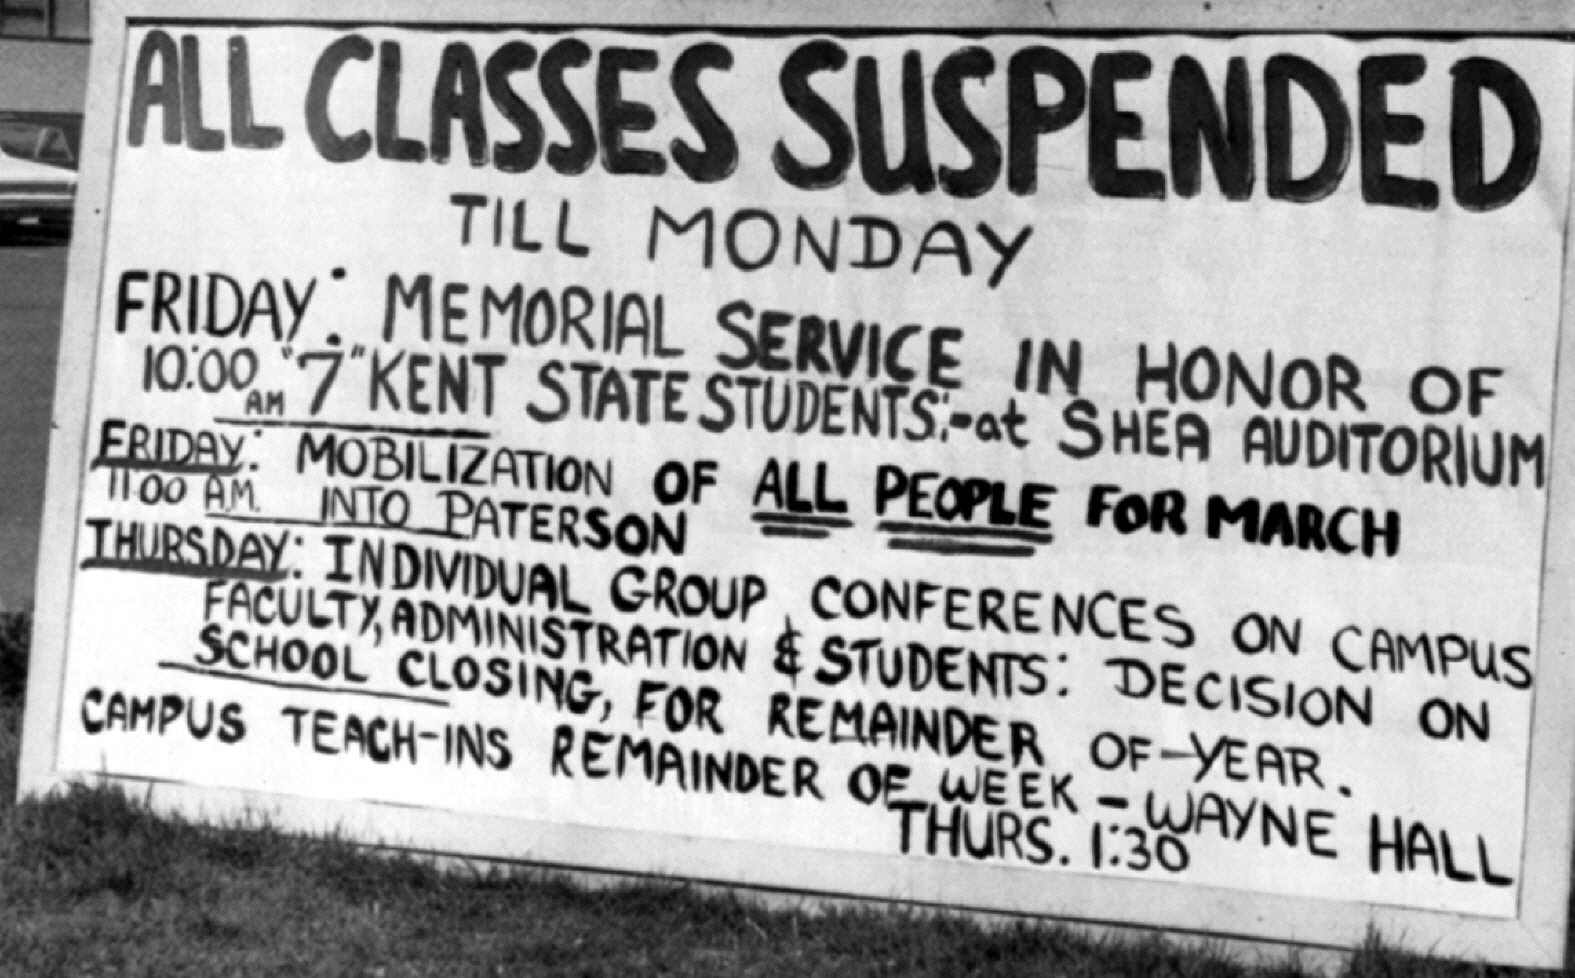 ALL CLASSES SUSPENDED
TILL MONDAY
FRIDAY: MEMORIAL SERVICE IN HONOR OF
10:00 AM "7" KENT STATE STUDENTS:-at SHEA AUDITORIUM
FRIDAY: MOBILIZATION OF ALL PEOPLE FOR MARCH
11:00 A.M. INTO PATERSON
THURSDAY: INDIVIDUAL GROUP CONFERENCES ON CAMPUS
FACULTY, ADMINISTRATION & STUDENTS: DECISION ON
SCHOOL CLOSING, FOR REMAINDER OF-YEAR.
CAMPUS TEACH-INS REMAINDER OF WEEK - WAYNE HALL
THURS. 1:30